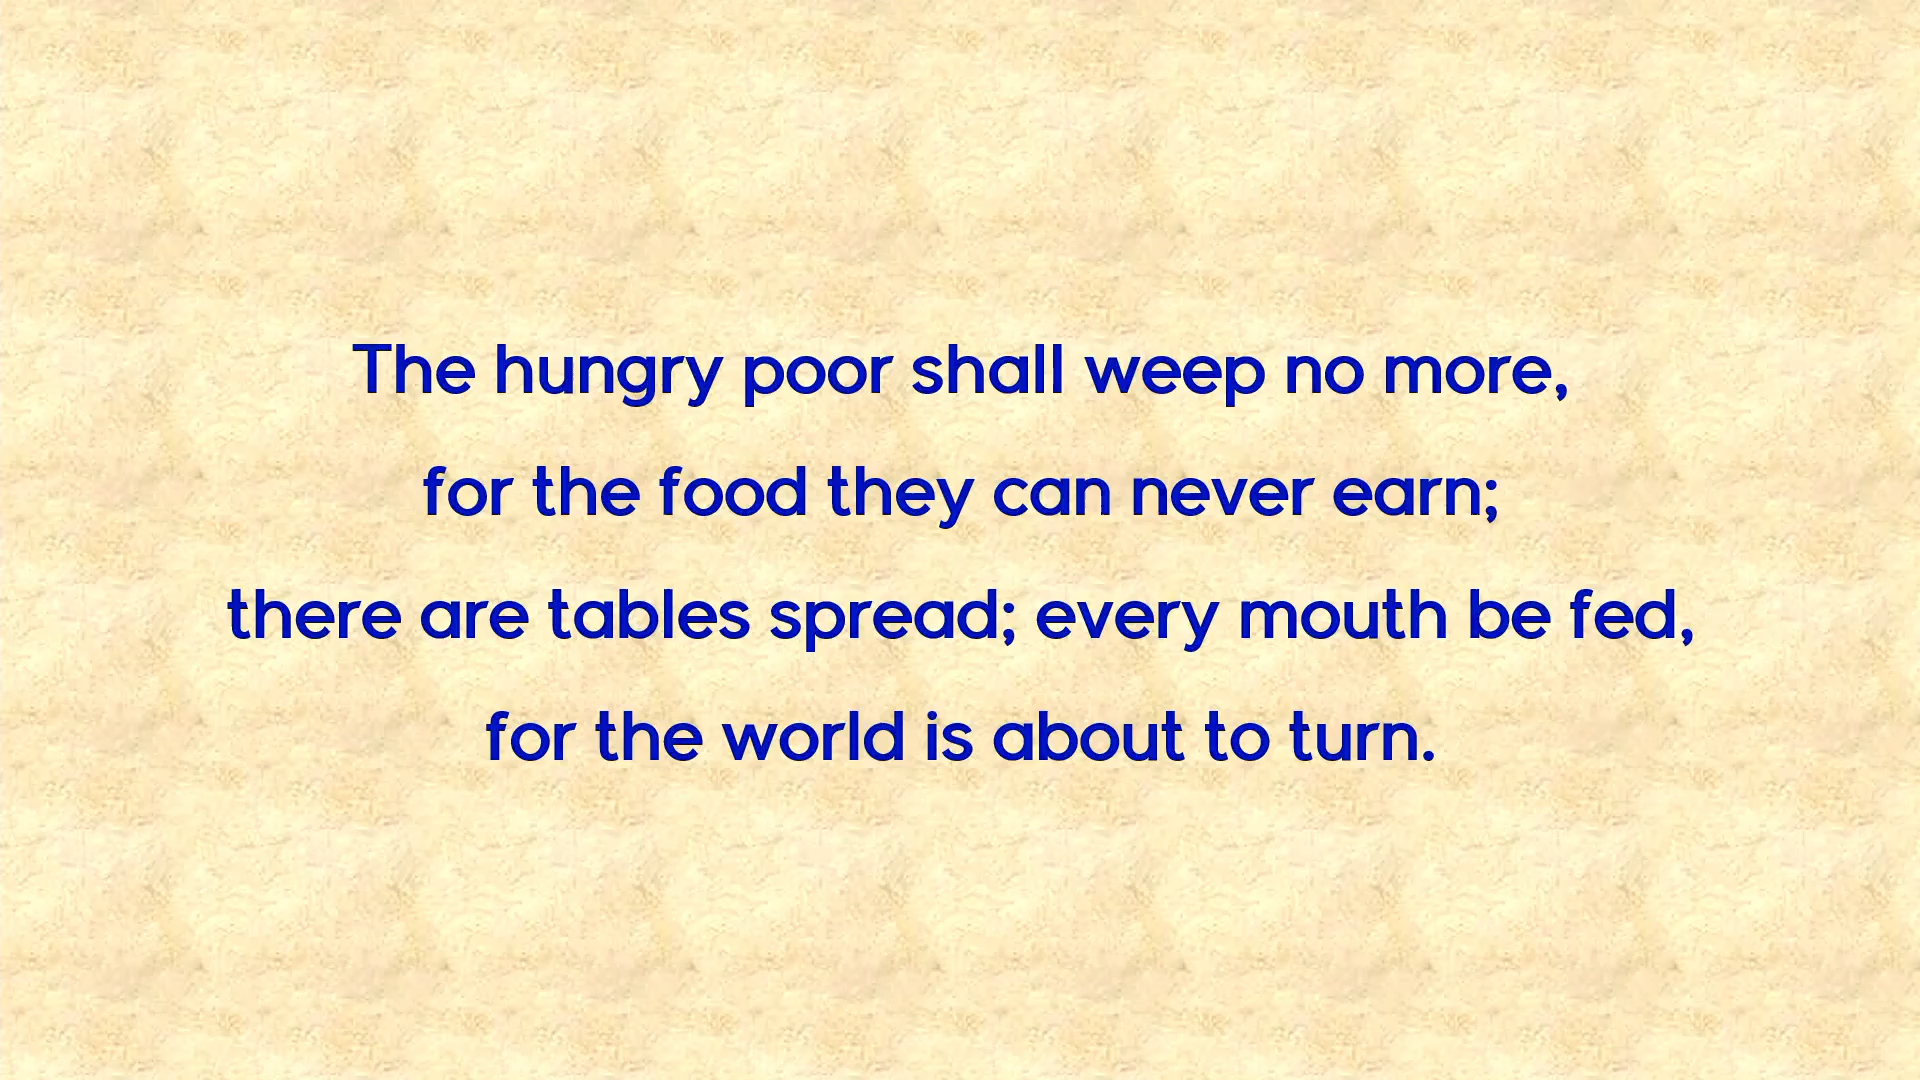 The hungry poor shall weep no more,
for the food they can never earn;
there are tables spread; every mouth be fed,
for the world is about to turn.